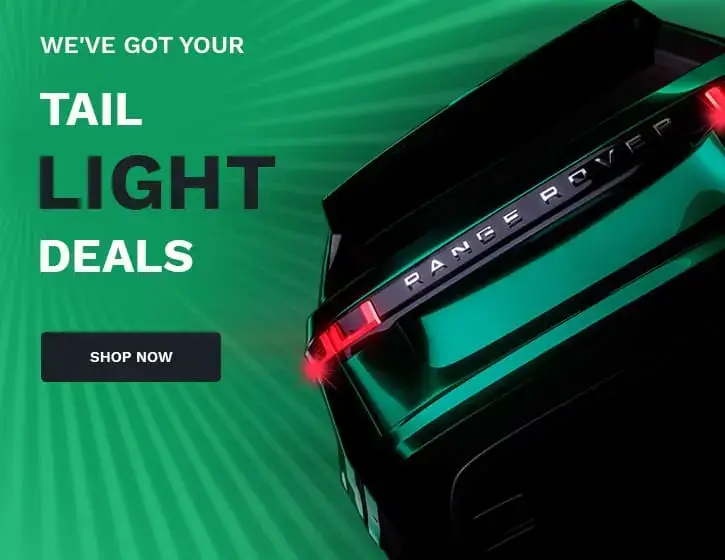 WE'VE GOT YOUR
TAIL
LIGHT
DEALS
SHOP NOW
RANGE ROVER